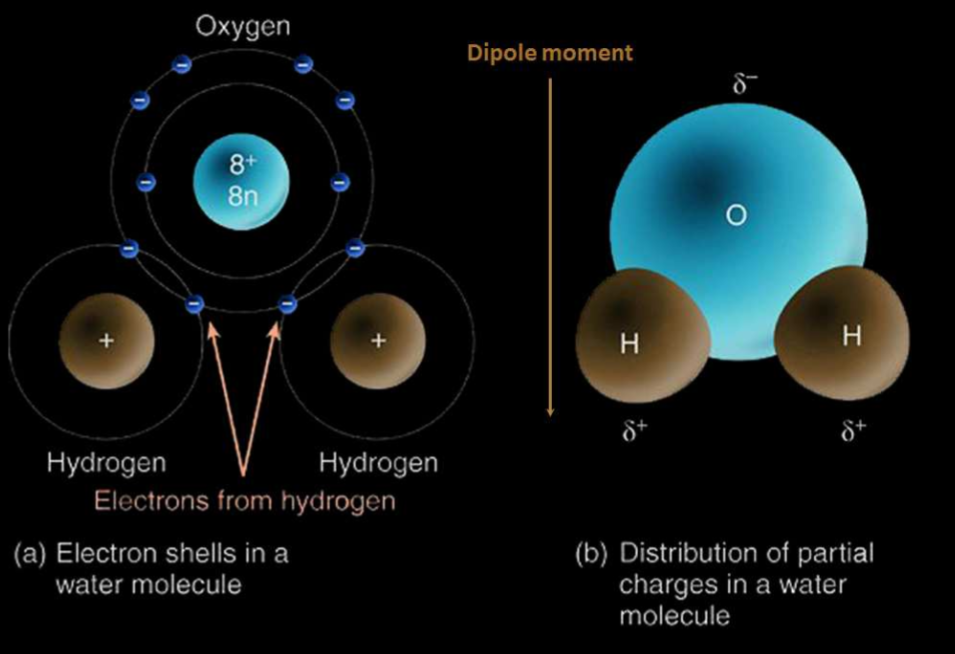 Oxygen
−
−
−
−
8+
8n
−
−
−
−
−
−
+
+
Hydrogen
Hydrogen
Electrons from hydrogen
(a) Electron shells in a
water molecule
Dipole moment
δ−
O
H
H
δ+
δ+
(b) Distribution of partial
charges in a water
molecule